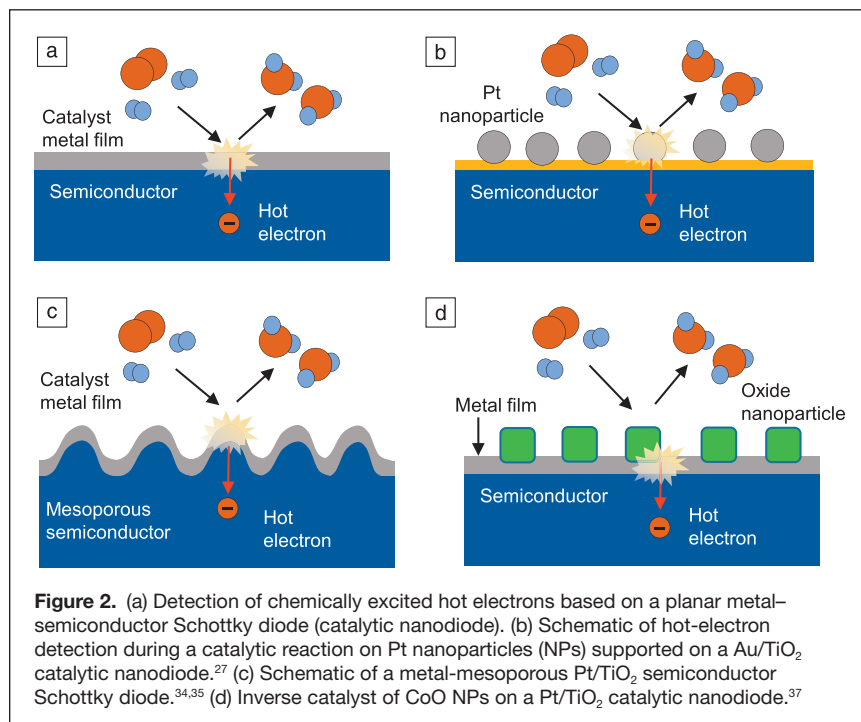 a
Catalyst
metal film
Semiconductor
Hot
electron
b
Pt
nanoparticle
Semiconductor
Hot
electron
c
Catalyst
metal film
Mesoporous
semiconductor
Hot
electron
d
Metal film
Oxide
nanoparticle
Semiconductor
Hot
electron
Figure 2. (a) Detection of chemically excited hot electrons based on a planar metal–
semiconductor Schottky diode (catalytic nanodiode). (b) Schematic of hot-electron
detection during a catalytic reaction on Pt nanoparticles (NPs) supported on a Au/TiO₂
catalytic nanodiode.²⁷ (c) Schematic of a metal-mesoporous Pt/TiO₂ semiconductor
Schottky diode.³⁴,³⁵ (d) Inverse catalyst of CoO NPs on a Pt/TiO₂ catalytic nanodiode.³⁷